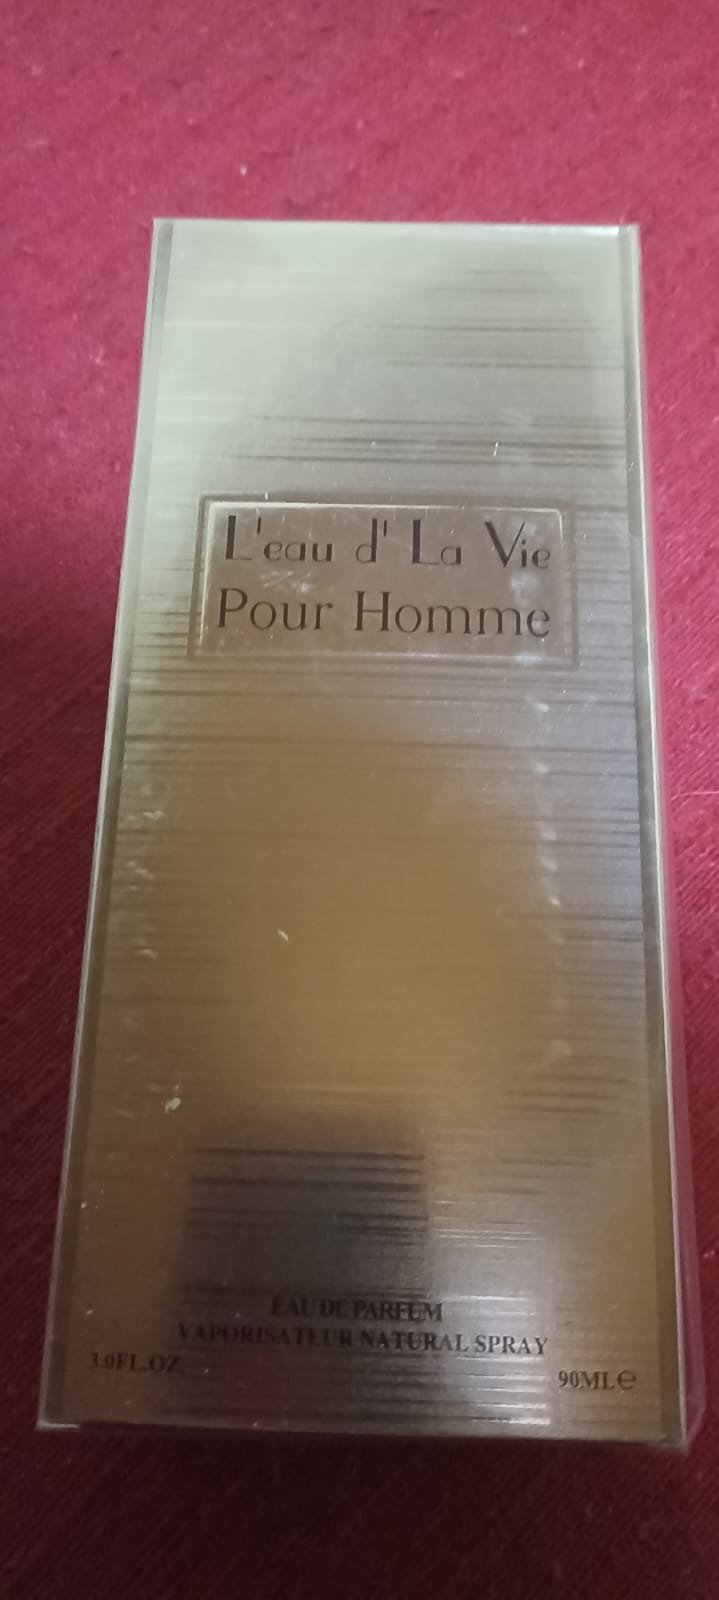 L'eau d' La Vie
Pour Homme
EAU DE PARFUM
VAPORISATEUR NATURAL SPRAY
3.0FL.OZ.
90ML℮